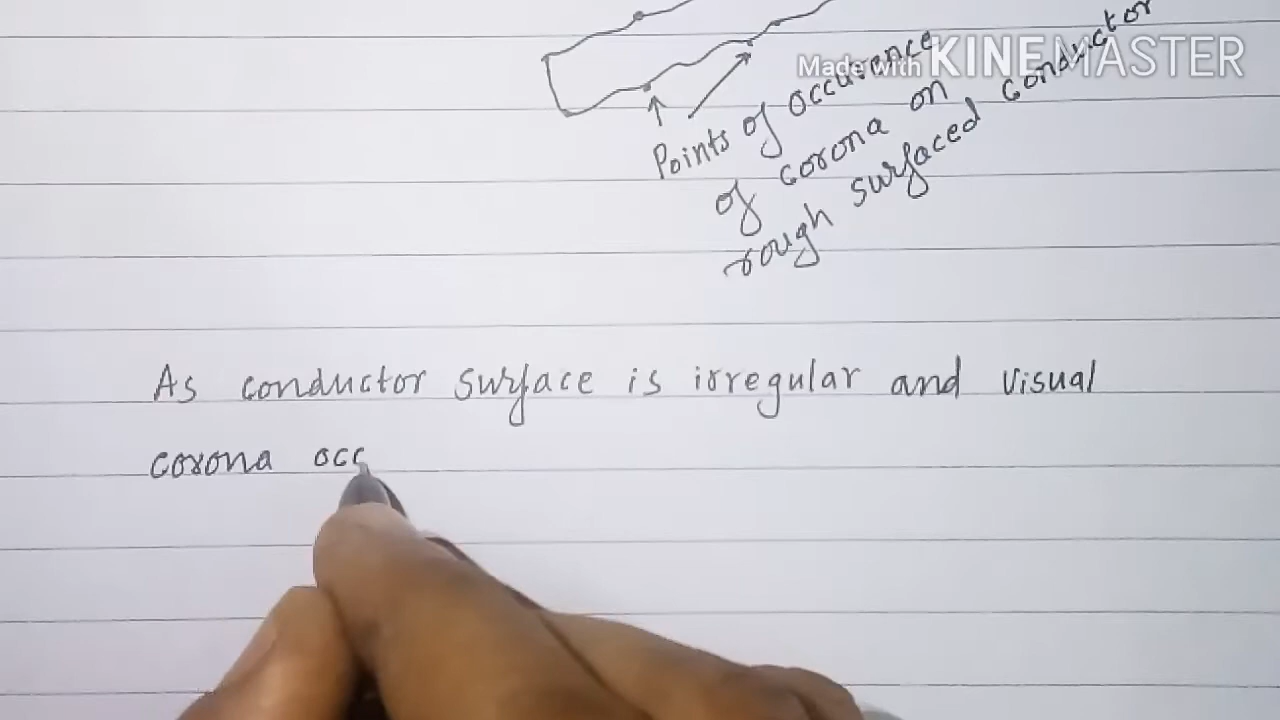 Made with KINEMASTER
Points of occurence
of corona on
rough surfaced conductor
As conductor surface is irregular and visual
corona occ